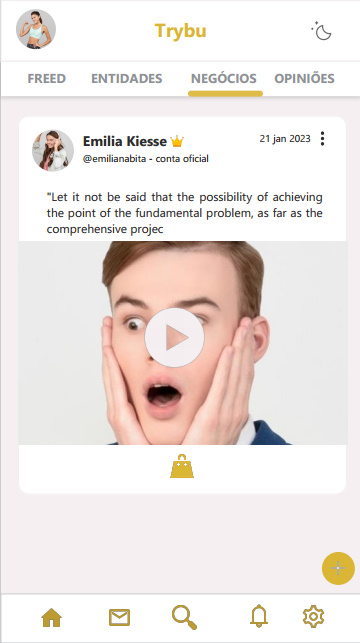 Trybu
FREED ENTIDADES NEGÓCIOS OPINIÕES
Emilia Kiesse 21 jan 2023
@emilianabita - conta oficial
"Let it not be said that the possibility of achieving
the point of the fundamental problem, as far as the
comprehensive projec